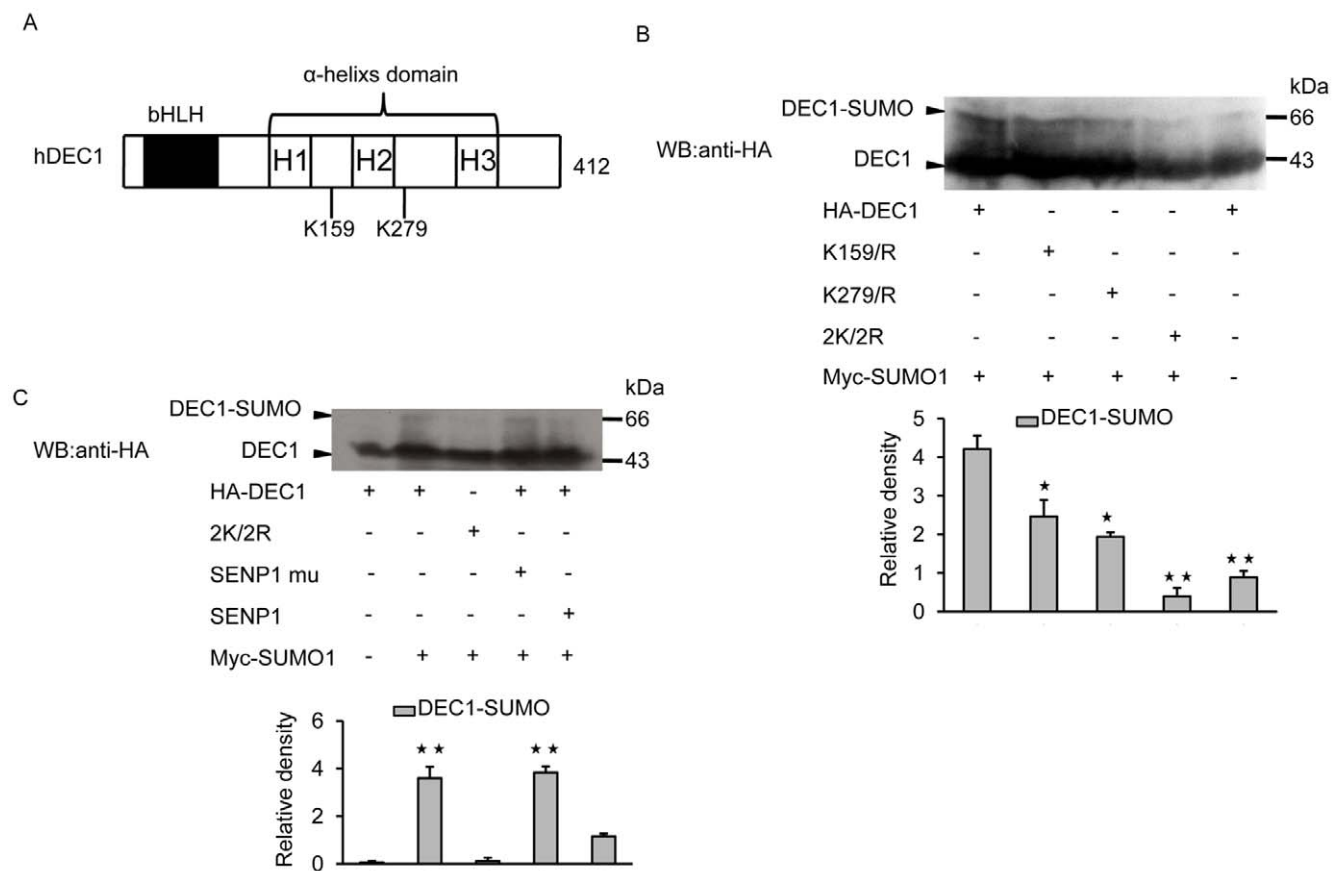 A
α-helixs domain
bHLH
hDEC1
H1 H2 H3
412
K159 K279
B
kDa
DEC1-SUMO
66
WB:anti-HA
DEC1
43
HA-DEC1 + - - - +
K159/R - + - - -
K279/R - - + - -
2K/2R - - - + -
Myc-SUMO1 + + + + -
DEC1-SUMO
Relative density
5
4
3
2
1
0
★
★
★ ★
★ ★
C
kDa
DEC1-SUMO
66
WB:anti-HA
DEC1
43
HA-DEC1 + + - + +
2K/2R - - + - -
SENP1 mu - - - + -
SENP1 - - - - +
Myc-SUMO1 - + + + +
DEC1-SUMO
Relative density
6
4
2
0
★ ★
★ ★